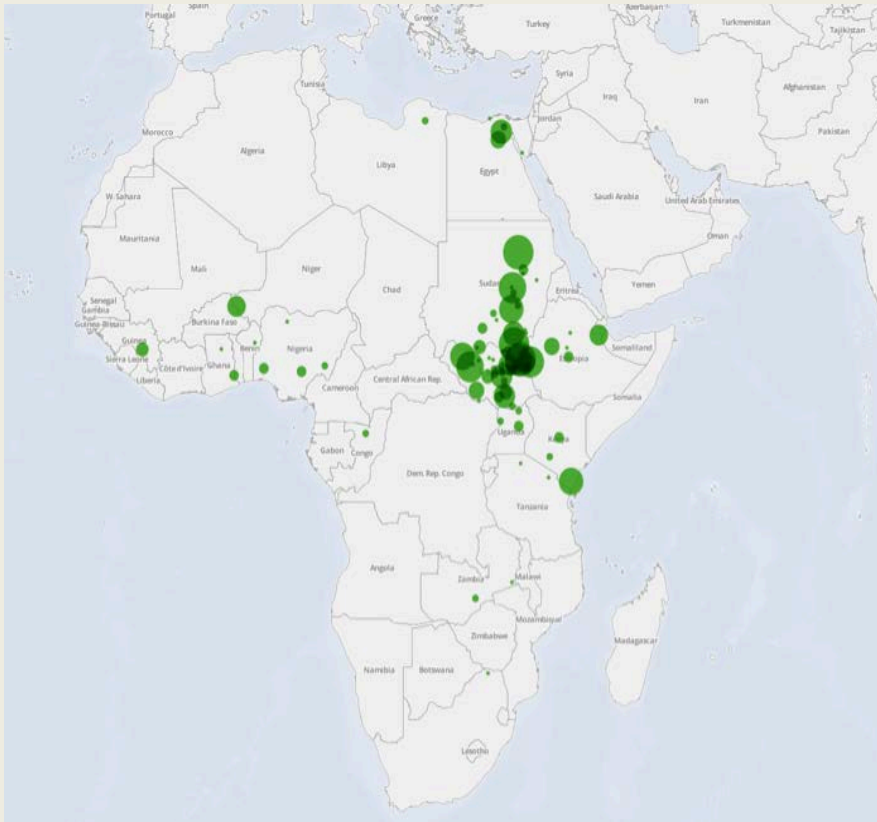 Spain
Portugal
Greece
Azerbaijan
Turkmenistan
Tajikistan
Turkey
Syria
Tunisia
Afghanistan
Iran
Iraq
Jordan
Morocco
Pakistan
Algeria
Libya
Egypt
W. Sahara
Saudi Arabia
United Arab Emirates
Oman
Mauritania
Mali
Niger
Chad
Sudan
Eritrea
Yemen
Senegal
Gambia
Guinea-Bissau
Burkina Faso
Guinea
Benin
Nigeria
Somaliland
Ethiopia
Sierra Leone
Ghana
Côte d'Ivoire
Liberia
Central African Rep.
Cameroon
Somalia
Uganda
Kenya
Gabon
Congo
Dem. Rep. Congo
Tanzania
Angola
Zambia
Malawi
Mozambique
Zimbabwe
Madagascar
Namibia
Botswana
Lesotho